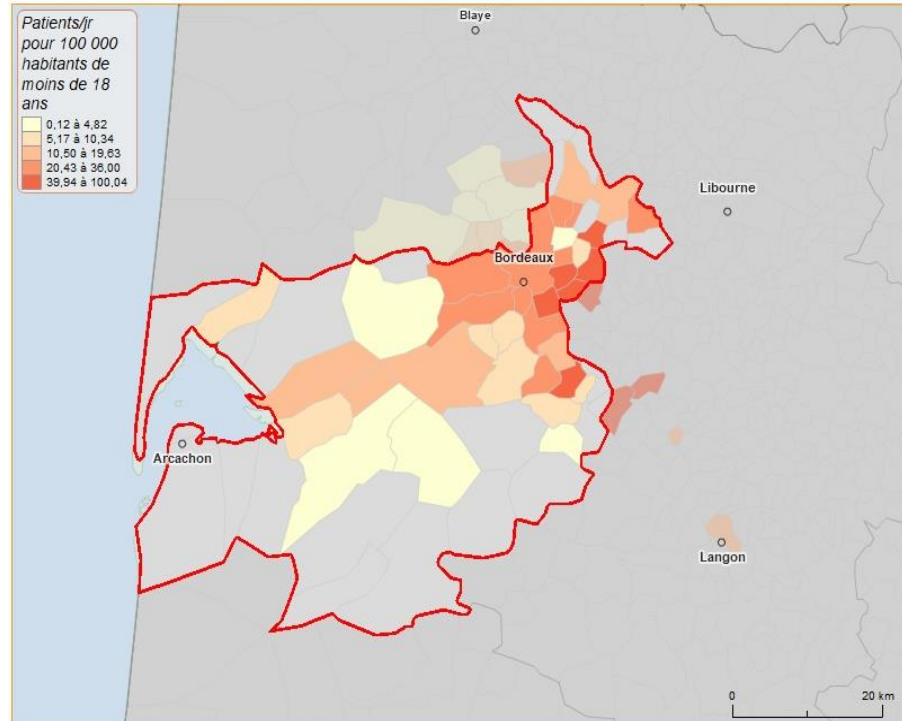 Patients/jr
pour 100 000
habitants de
moins de 18
ans
0,12 à 4,82
5,17 à 10,34
10,50 à 19,63
20,43 à 36,00
39,94 à 100,04
Blaye
Libourne
Bordeaux
Arcachon
Langon
0 20 km